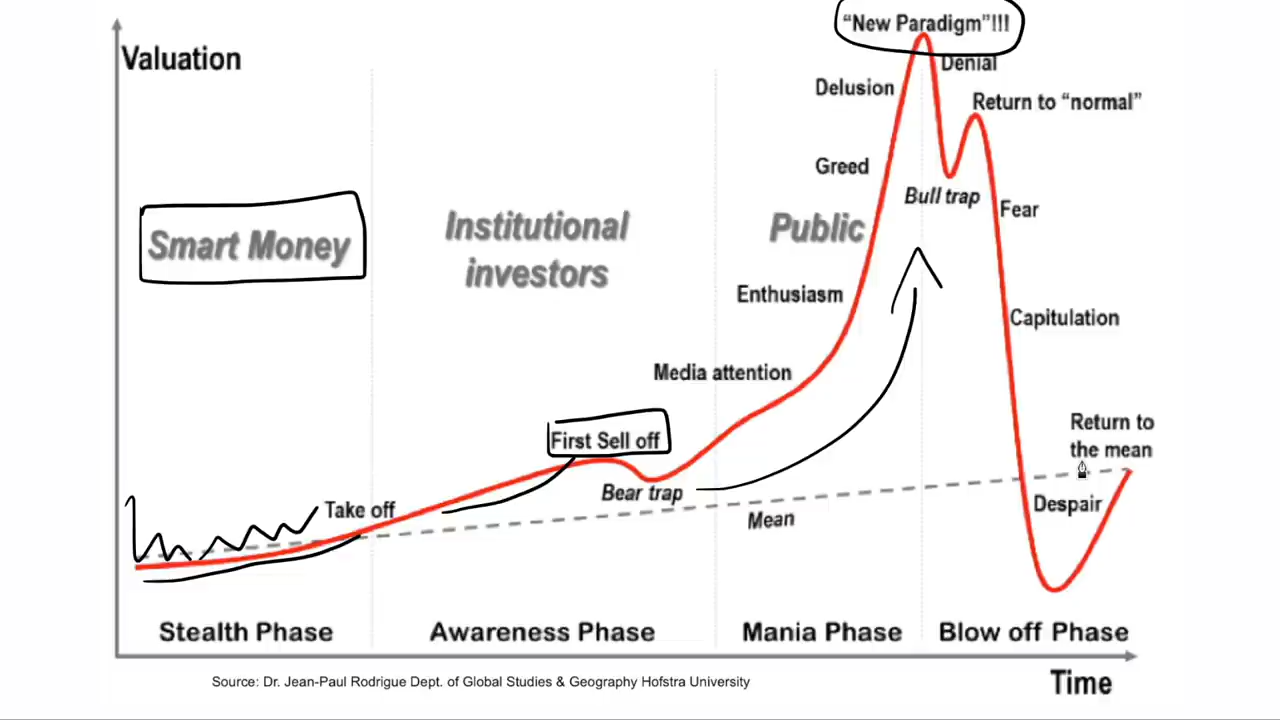 "New Paradigm"!!!
Valuation
Denial
Delusion
Return to "normal"
Greed
Bull trap
Fear
Smart Money
Institutional
investors
Public
Enthusiasm
Capitulation
Media attention
Return to
the mean
First Sell off
Bear trap
Take off
Mean
Despair
Stealth Phase
Awareness Phase
Mania Phase
Blow off Phase
Source: Dr. Jean-Paul Rodrigue Dept. of Global Studies & Geography Hofstra University
Time